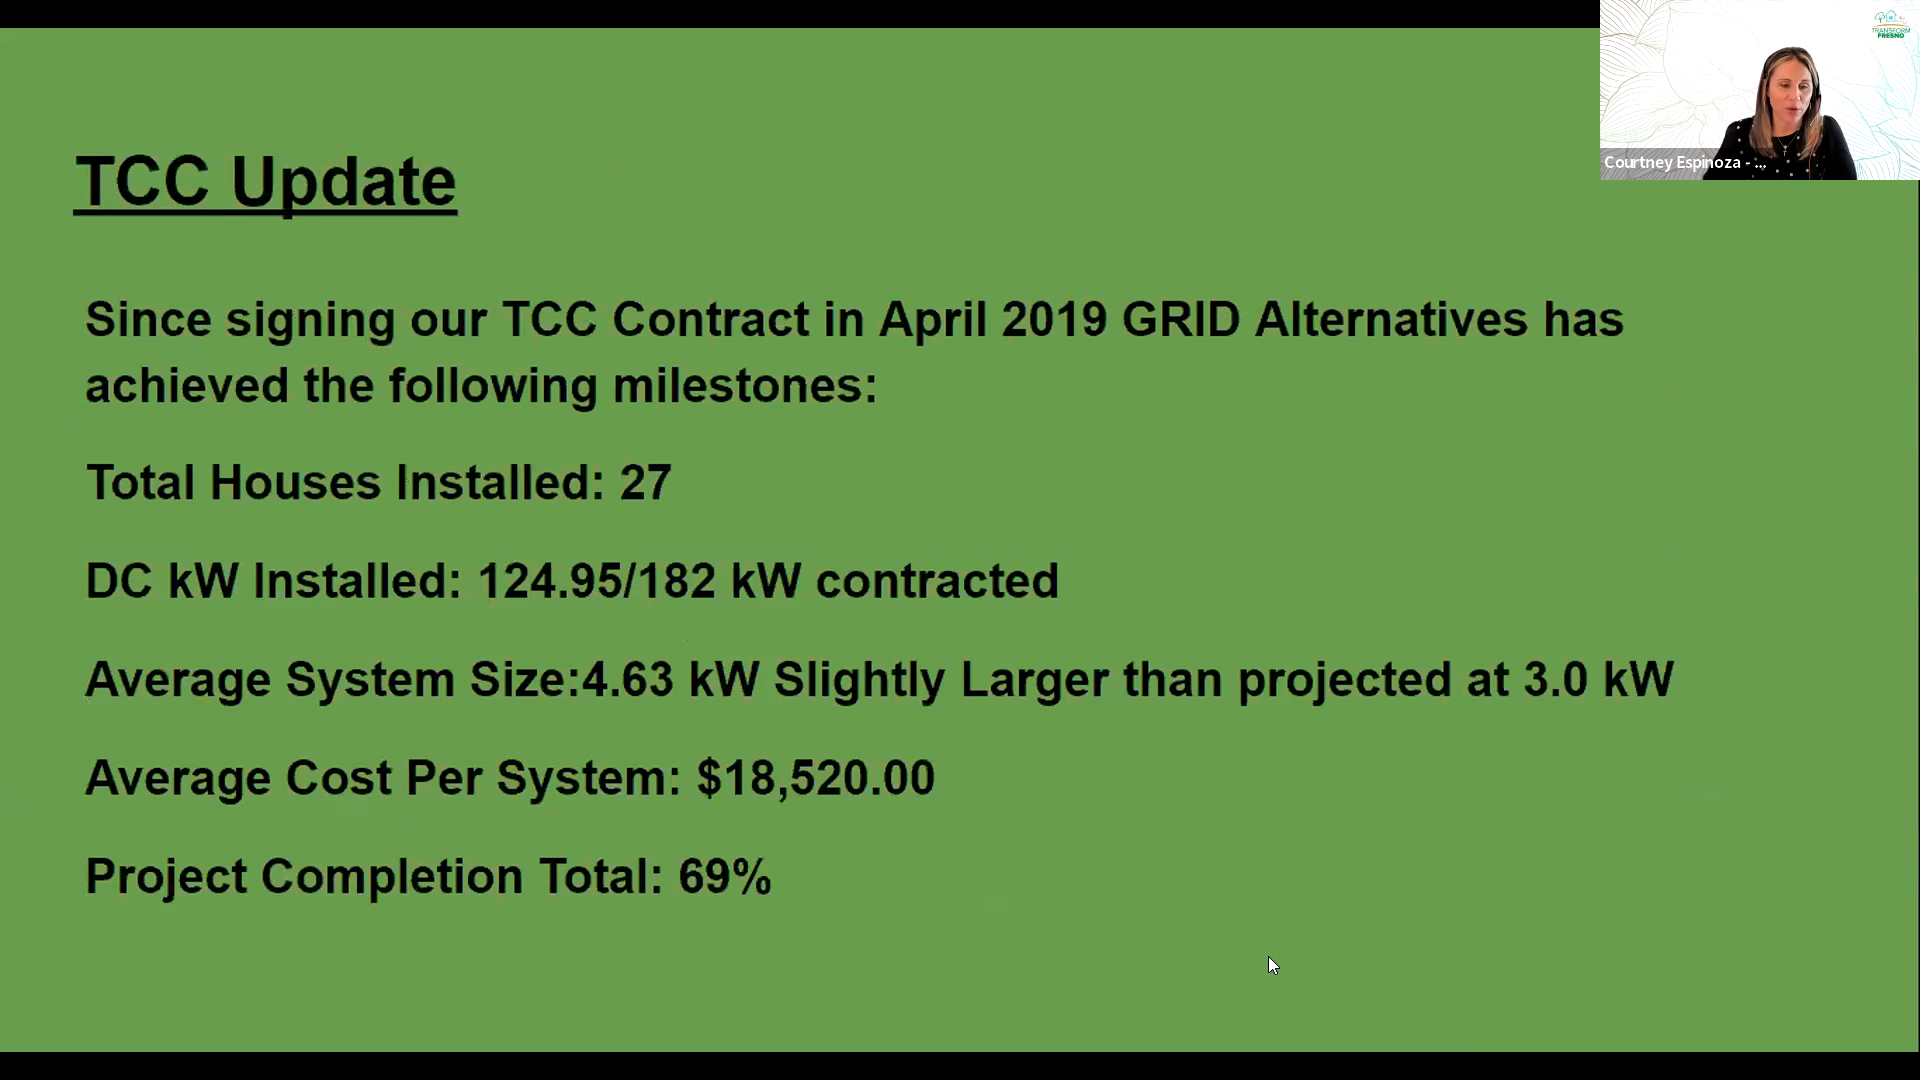 TRANSFORM
FRESNO
Courtney Espinoza - ...
TCC Update
Since signing our TCC Contract in April 2019 GRID Alternatives has
achieved the following milestones:
Total Houses Installed: 27
DC kW Installed: 124.95/182 kW contracted
Average System Size:4.63 kW Slightly Larger than projected at 3.0 kW
Average Cost Per System: $18,520.00
Project Completion Total: 69%